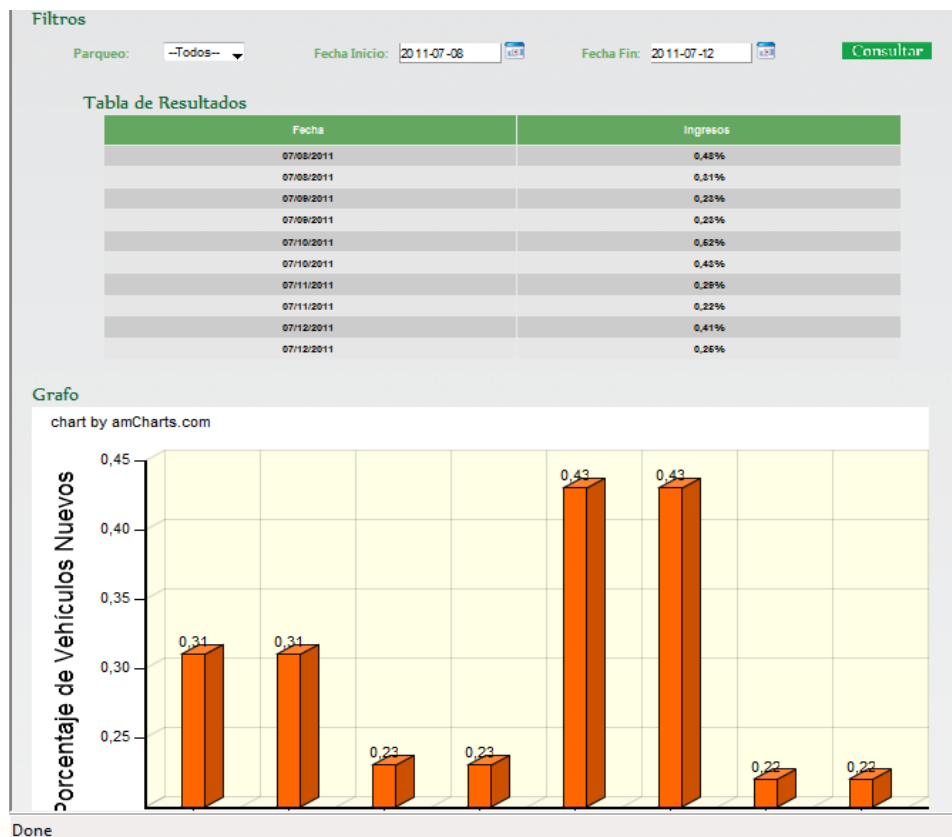 Filtros
Parqueo: --Todos-- Fecha Inicio: 2011-07-08 Fecha Fin: 2011-07-12 Consultar
Tabla de Resultados
Fecha Ingresos
07/08/2011 0,48%
07/08/2011 0,31%
07/09/2011 0,23%
07/09/2011 0,23%
07/10/2011 0,52%
07/10/2011 0,43%
07/11/2011 0,29%
07/11/2011 0,22%
07/12/2011 0,41%
07/12/2011
Grafo
chart by amCharts.com
Porcentaje de Vehículos Nuevos
0,45
0,43 0,43
0,40
0,35
0,31 0,31
0,30
0,25
0,23 0,23 0,22 0,22
Done